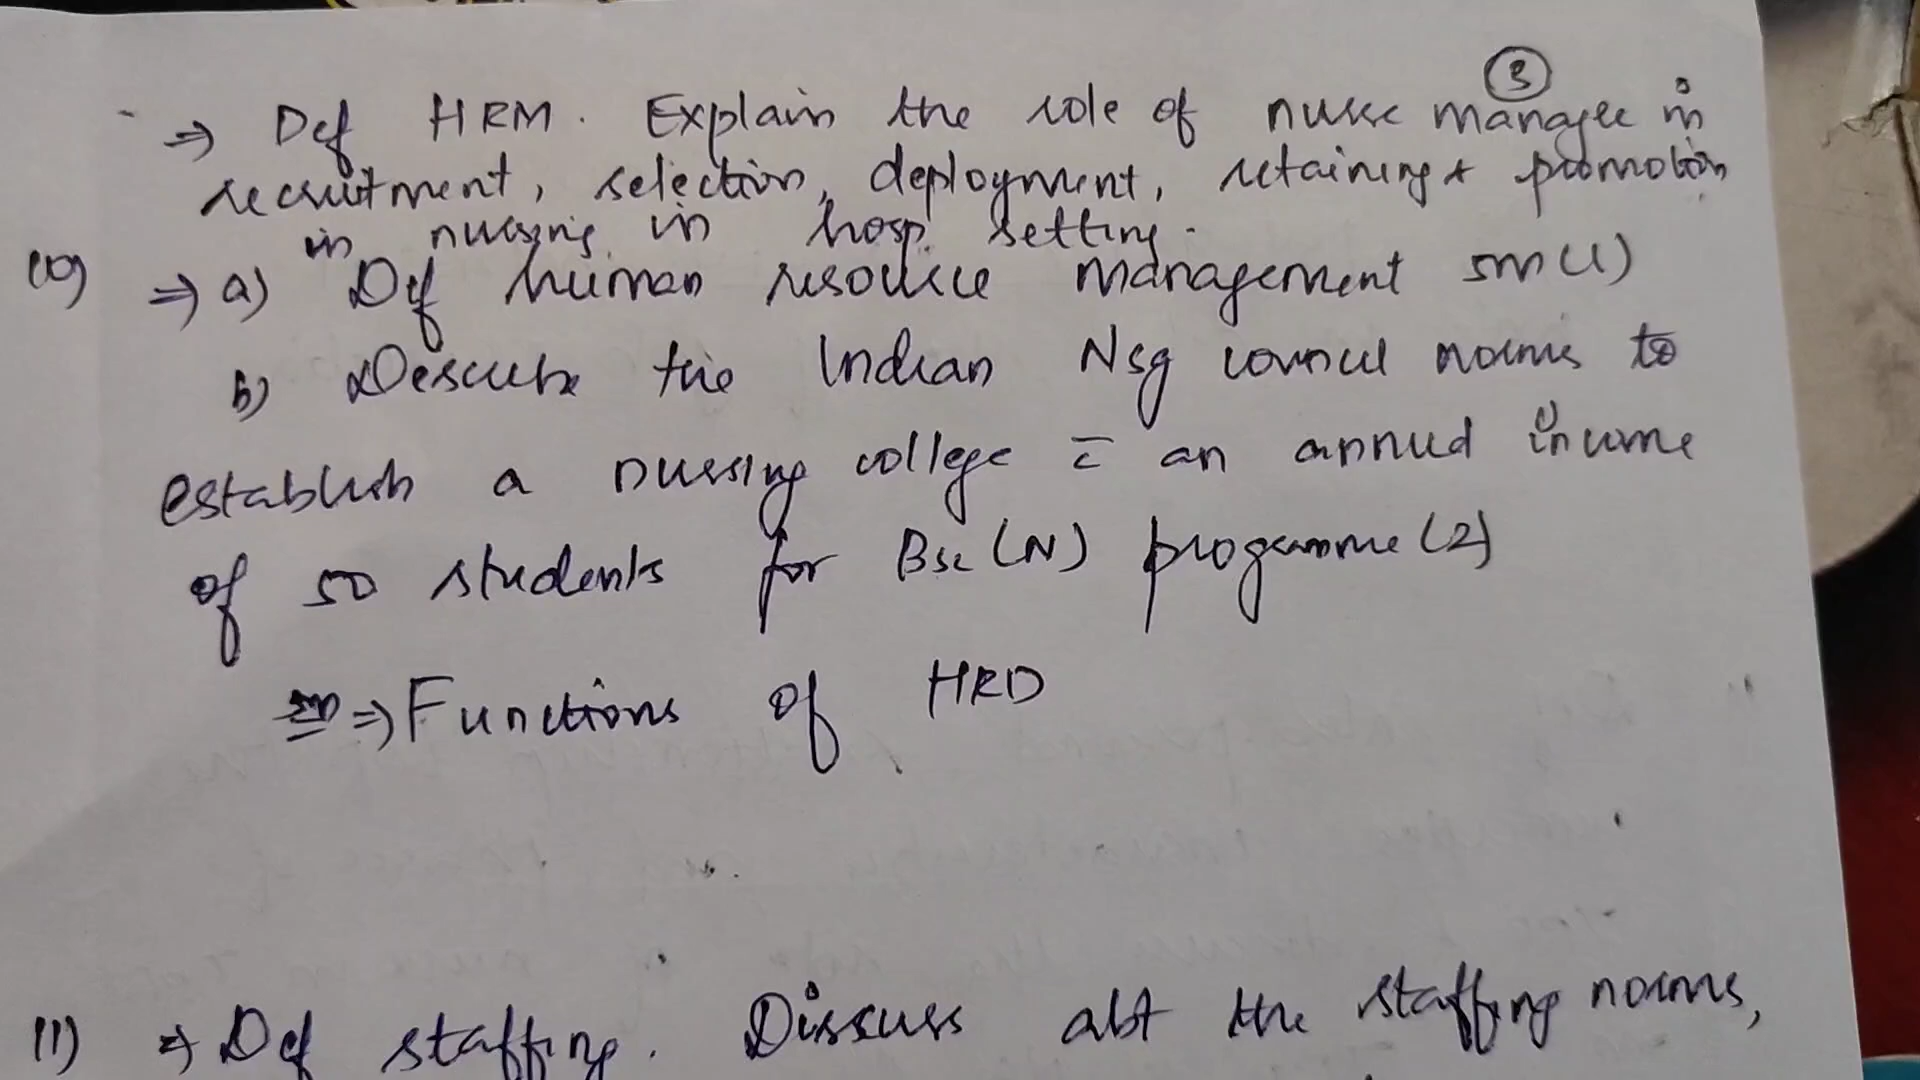 ③
⇒ Def HRM. Explain the role of nurse manager in
recruitment, selection, deployment, retaining & promotion
in nursing in hosp. setting.
(10) ⇒ a) Def human resource management 5m (1)
b) Describe the Indian Nsg council norms to
establish a nursing college c̄ an annual income
of 50 students for Bsc (N) programme (2)
5m ⇒ Functions of HRD
(11) ⇒ Def staffing. Discuss abt the staffing norms,